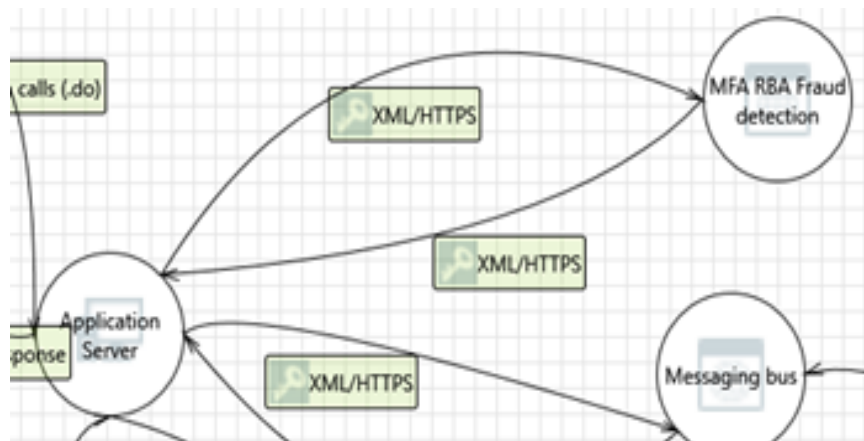 calls (.do)
XML/HTTPS
MFA RBA Fraud
detection
XML/HTTPS
Application
Server
sponse
XML/HTTPS
Messaging bus